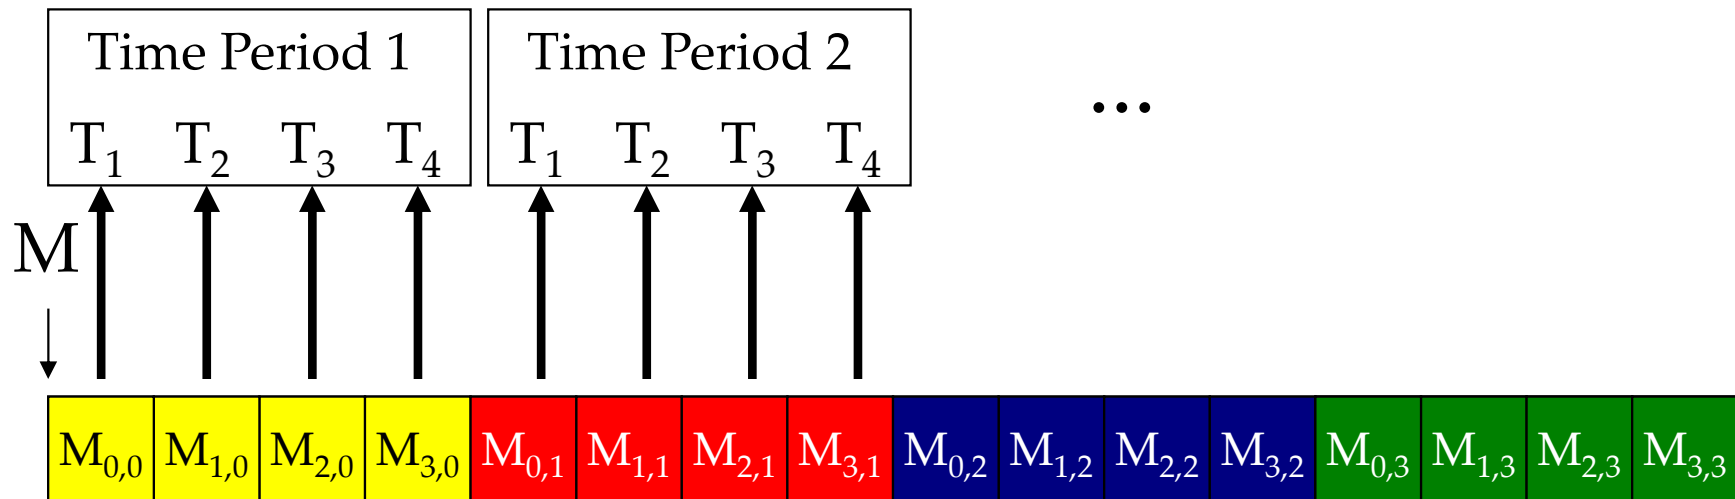 Time Period 1 Time Period 2
...
T₁ T₂ T₃ T₄ T₁ T₂ T₃ T₄
M
M₀,₀ M₁,₀ M₂,₀ M₃,₀ M₀,₁ M₁,₁ M₂,₁ M₃,₁ M₀,₂ M₁,₂ M₂,₂ M₃,₂ M₀,₃ M₁,₃ M₂,₃ M₃,₃